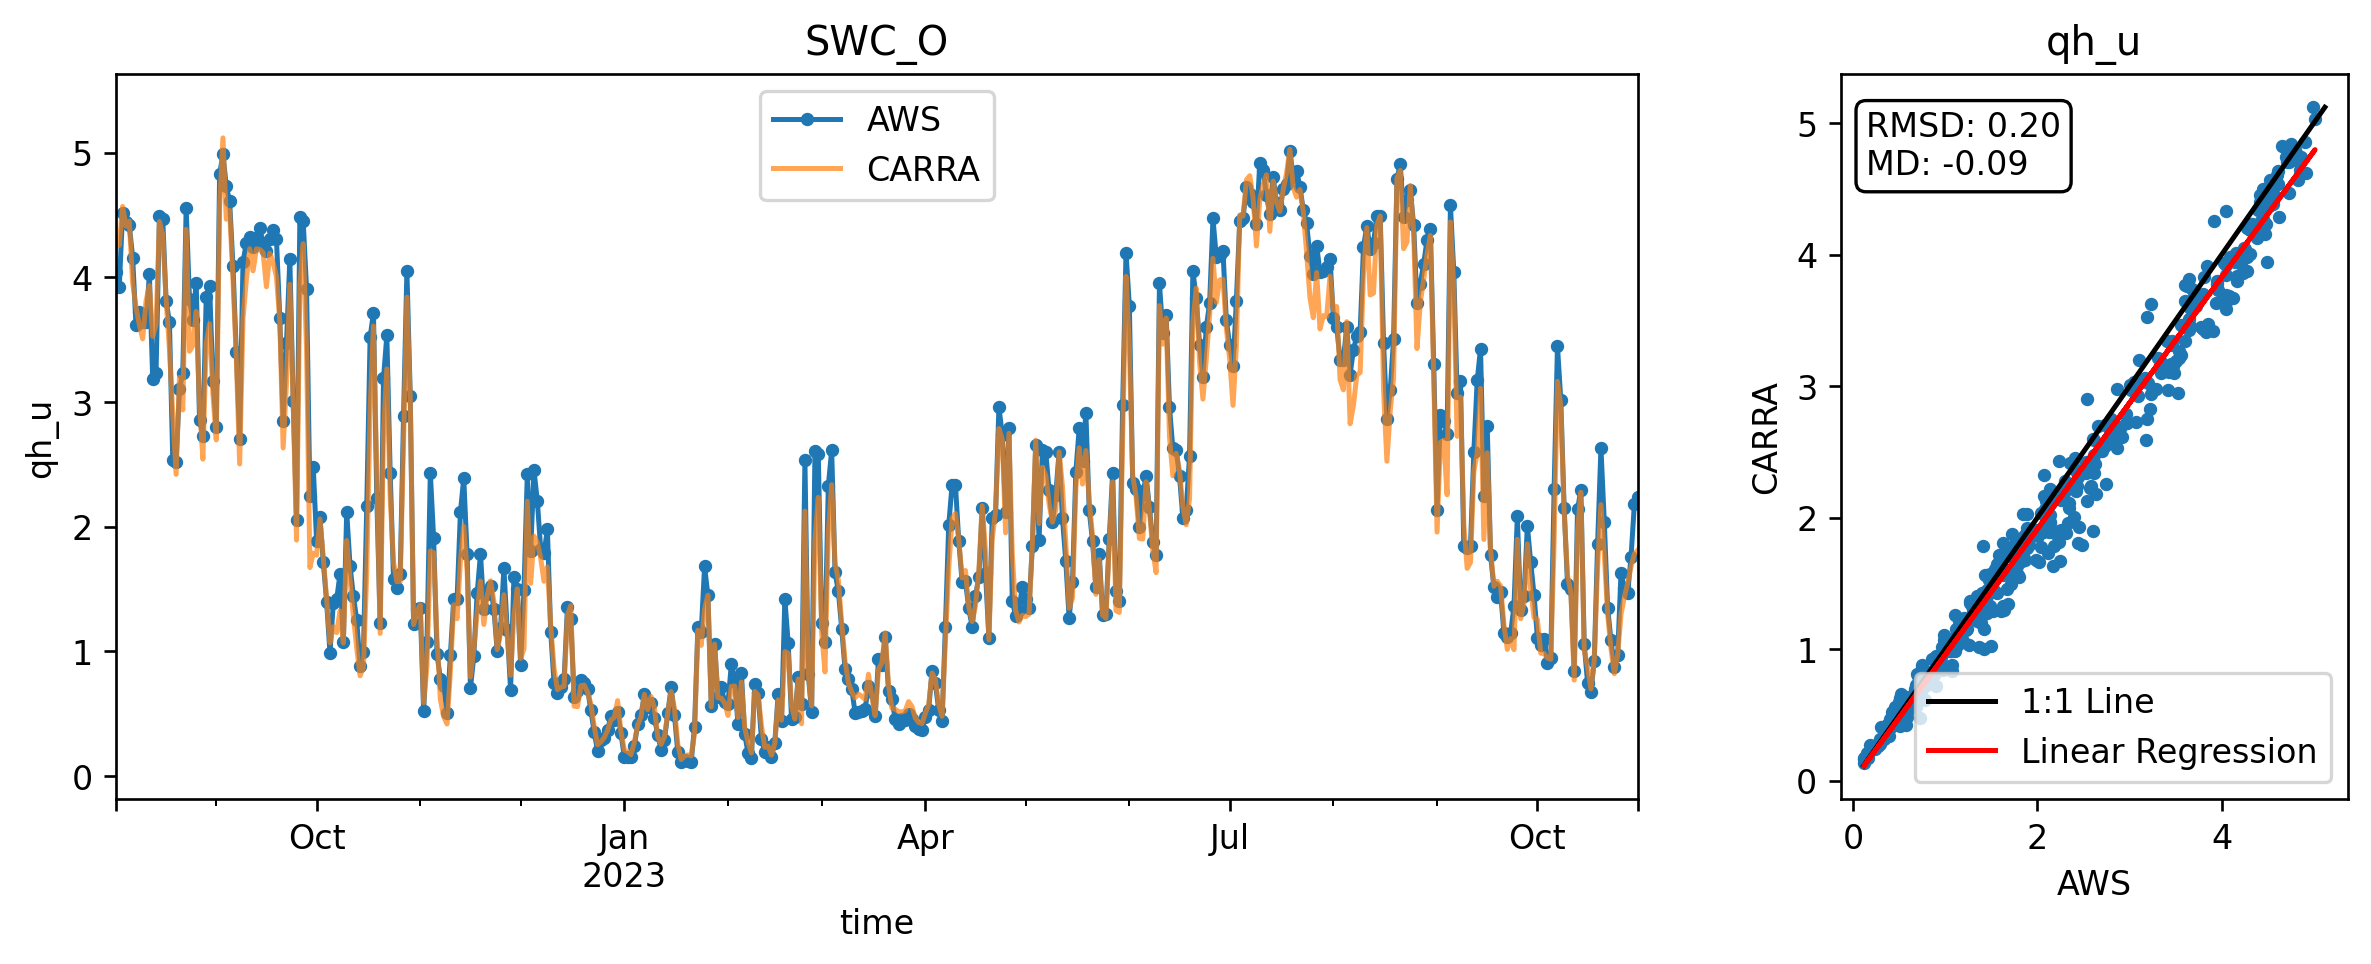 SWC_O
AWS
CARRA
qh_u
5
4
3
2
1
0
Oct
Jan
2023
Apr
Jul
Oct
time
qh_u
RMSD: 0.20
MD: -0.09
CARRA
5
4
3
2
1
0
1:1 Line
Linear Regression
0
2
4
AWS